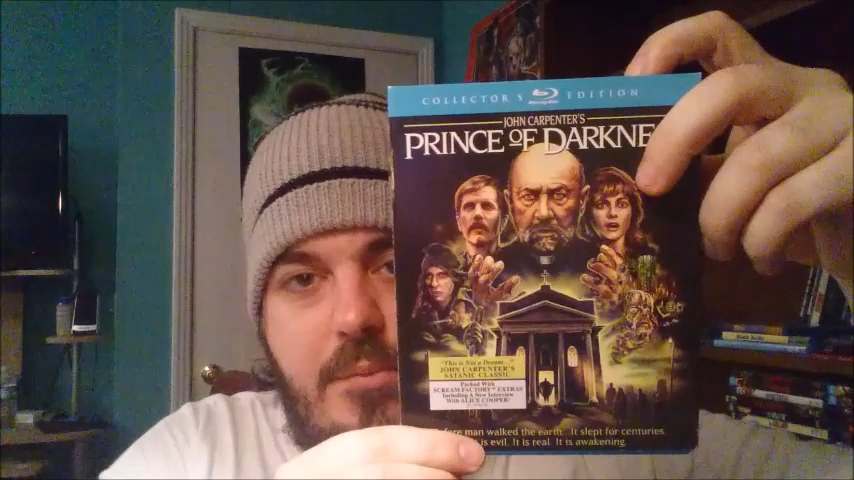 COLLECTOR'S EDITION
JOHN CARPENTER'S
PRINCE OF DARKNE
"This is Not a Dream..."
JOHN CARPENTER'S
SATANIC CLASSIC
Packed With
SCREAM FACTORY™ EXTRAS
Including A New Interview
With ALICE COOPER!
fore man walked the earth. It slept for centuries.
is evil. It is real. It is awakening.